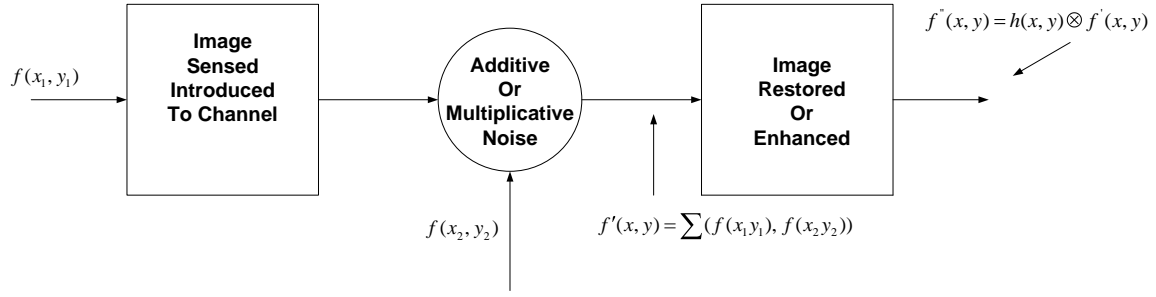 f(x₁, y₁)
Image
Sensed
Introduced
To Channel
Additive
Or
Multiplicative
Noise
f(x₂, y₂)
f′(x, y) = ∑(f(x₁y₁), f(x₂y₂))
Image
Restored
Or
Enhanced
f"(x, y) = h(x, y) ⊗ f'(x, y)